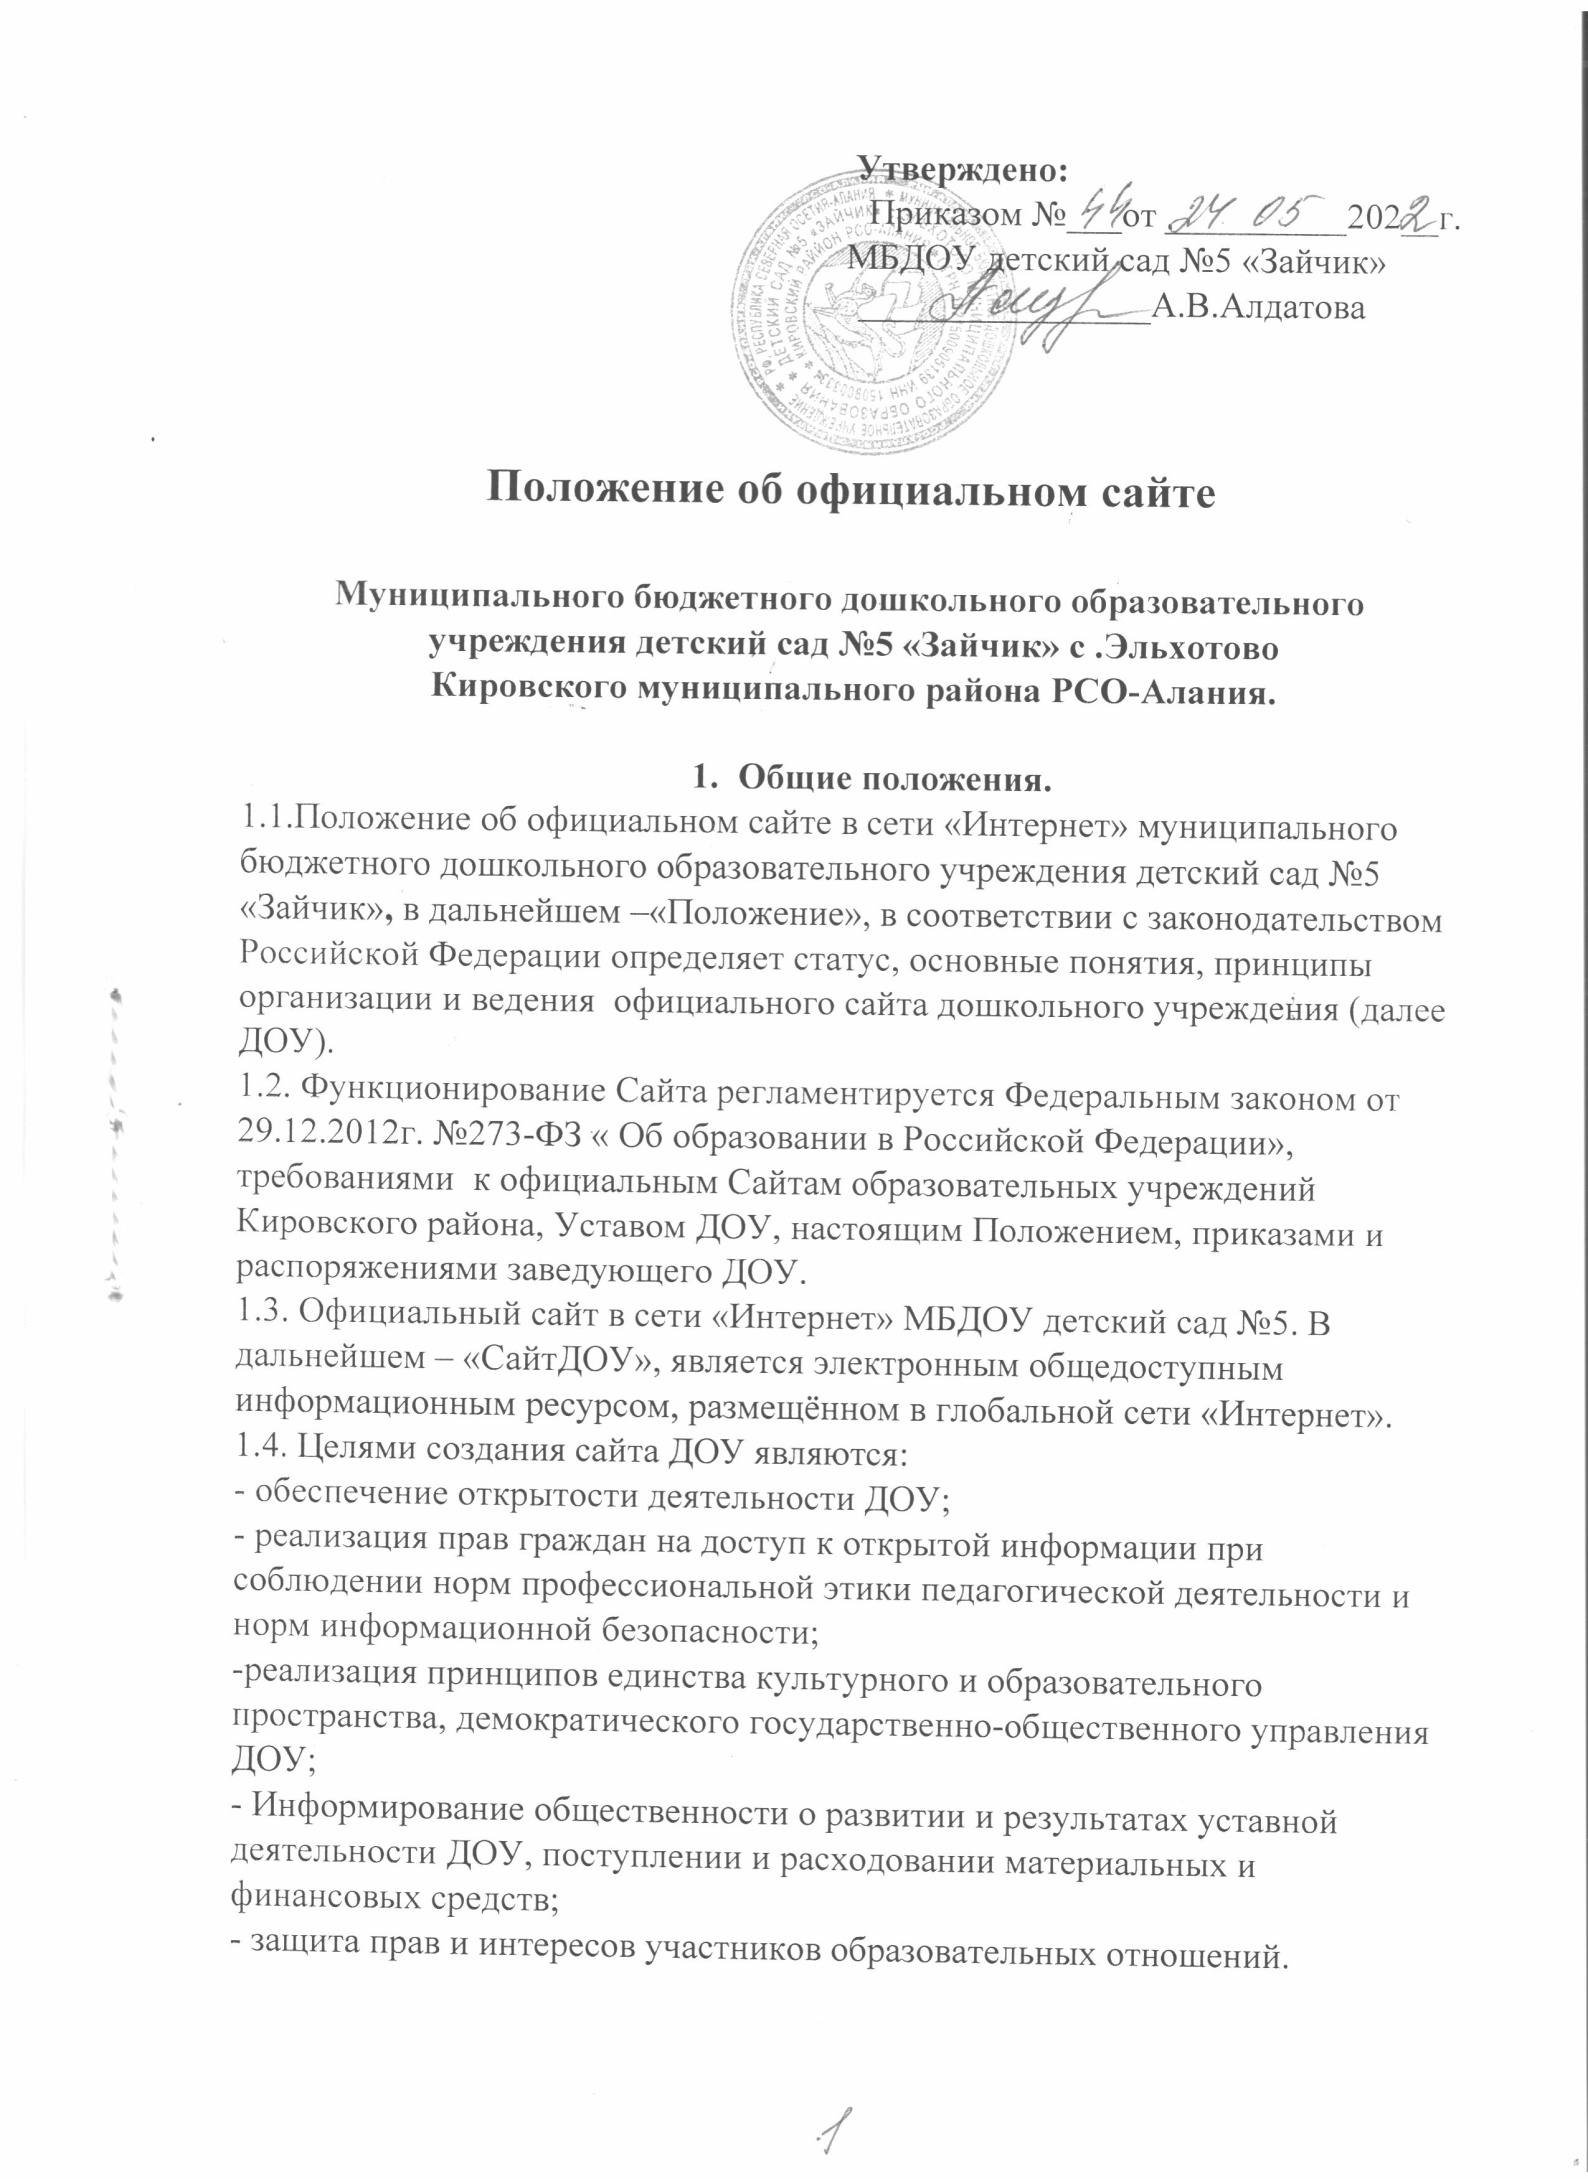 Утверждено:
Приказом № 44 от 24 05 2022 г.
МБДОУ детский сад №5 «Зайчик»
А.В.Алдатова
Положение об официальном сайте
Муниципального бюджетного дошкольного образовательного
учреждения детский сад №5 «Зайчик» с .Эльхотово
Кировского муниципального района РСО-Алания.
1. Общие положения.
1.1.Положение об официальном сайте в сети «Интернет» муниципального
бюджетного дошкольного образовательного учреждения детский сад №5
«Зайчик», в дальнейшем –«Положение», в соответствии с законодательством
Российской Федерации определяет статус, основные понятия, принципы
организации и ведения официального сайта дошкольного учреждения (далее
ДОУ).
1.2. Функционирование Сайта регламентируется Федеральным законом от
29.12.2012г. №273-ФЗ « Об образовании в Российской Федерации»,
требованиями к официальным Сайтам образовательных учреждений
Кировского района, Уставом ДОУ, настоящим Положением, приказами и
распоряжениями заведующего ДОУ.
1.3. Официальный сайт в сети «Интернет» МБДОУ детский сад №5. В
дальнейшем – «СайтДОУ», является электронным общедоступным
информационным ресурсом, размещённом в глобальной сети «Интернет».
1.4. Целями создания сайта ДОУ являются:
- обеспечение открытости деятельности ДОУ;
- реализация прав граждан на доступ к открытой информации при
соблюдении норм профессиональной этики педагогической деятельности и
норм информационной безопасности;
-реализация принципов единства культурного и образовательного
пространства, демократического государственно-общественного управления
ДОУ;
- Информирование общественности о развитии и результатах уставной
деятельности ДОУ, поступлении и расходовании материальных и
финансовых средств;
- защита прав и интересов участников образовательных отношений.
1